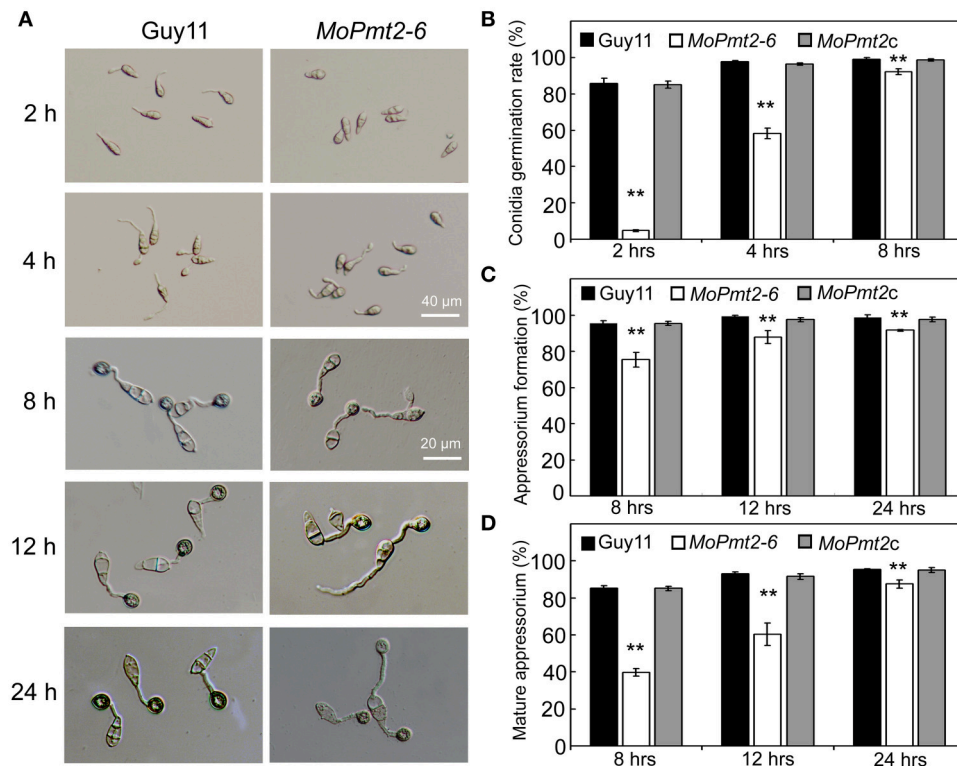 A
Guy11 MoPmt2-6
2 h
4 h
40 µm
8 h
20 µm
12 h
24 h
B
Conidia germination rate (%)
Guy11 MoPmt2-6 MoPmt2c
100
80
60
40
20
0
** ** **
2 hrs 4 hrs 8 hrs
C
Appressorium formation (%)
Guy11 MoPmt2-6 MoPmt2c
100
80
60
40
20
0
** ** **
8 hrs 12 hrs 24 hrs
D
Mature appressorium (%)
Guy11 MoPmt2-6 MoPmt2c
100
80
60
40
20
0
** ** **
8 hrs 12 hrs 24 hrs